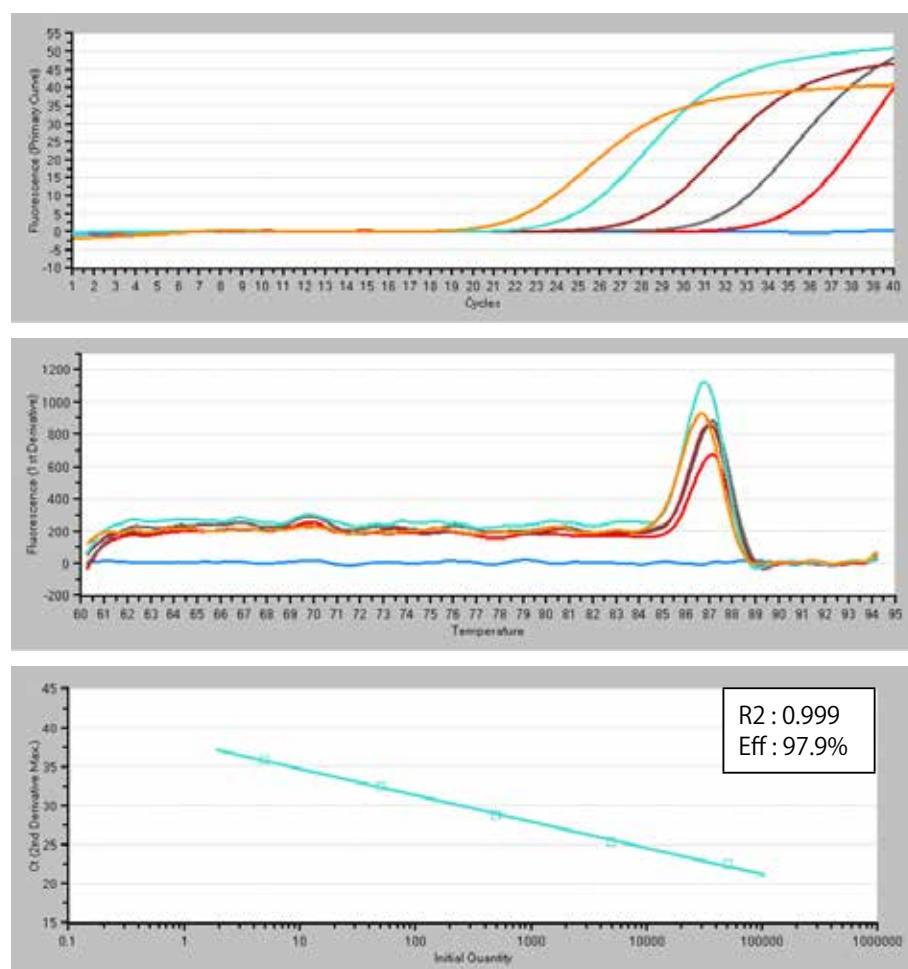 55
50
45
40
35
30
25
20
15
10
5
0
-5
-10
Fluorescence (Primary Curve)
1 2 3 4 5 6 7 8 9 10 11 12 13 14 15 16 17 18 19 20 21 22 23 24 25 26 27 28 29 30 31 32 33 34 35 36 37 38 39 40
Cycles
1200
1000
800
600
400
200
0
-200
Fluorescence (1st Derivative)
60 61 62 63 64 65 66 67 68 69 70 71 72 73 74 75 76 77 78 79 80 81 82 83 84 85 86 87 88 89 90 91 92 93 94 95
Temperature
45
40
35
30
25
20
15
Ct (2nd Derivative Max.)
R2 : 0.999
Eff : 97.9%
0.1 1 10 100 1000 10000 100000 1000000
Initial Quantity